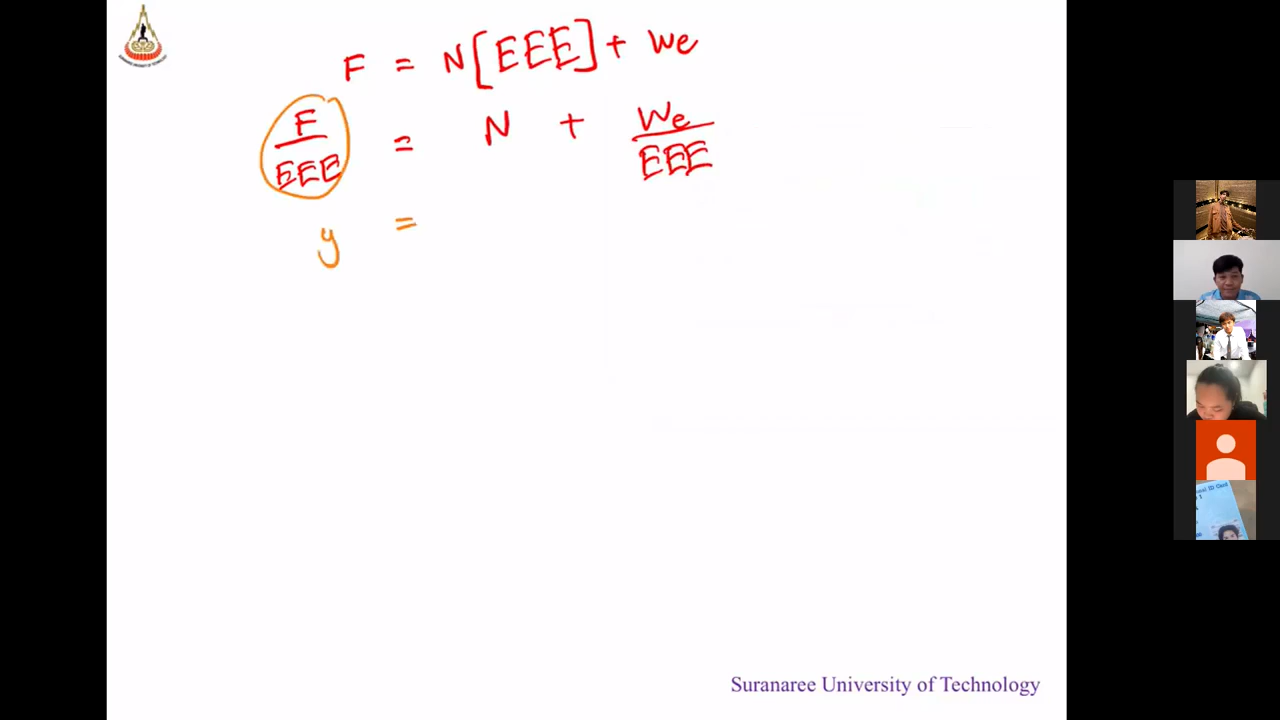 F = N[EEE] + We
F/EEE = N + We/EEE
y =
Suranaree University of Technology